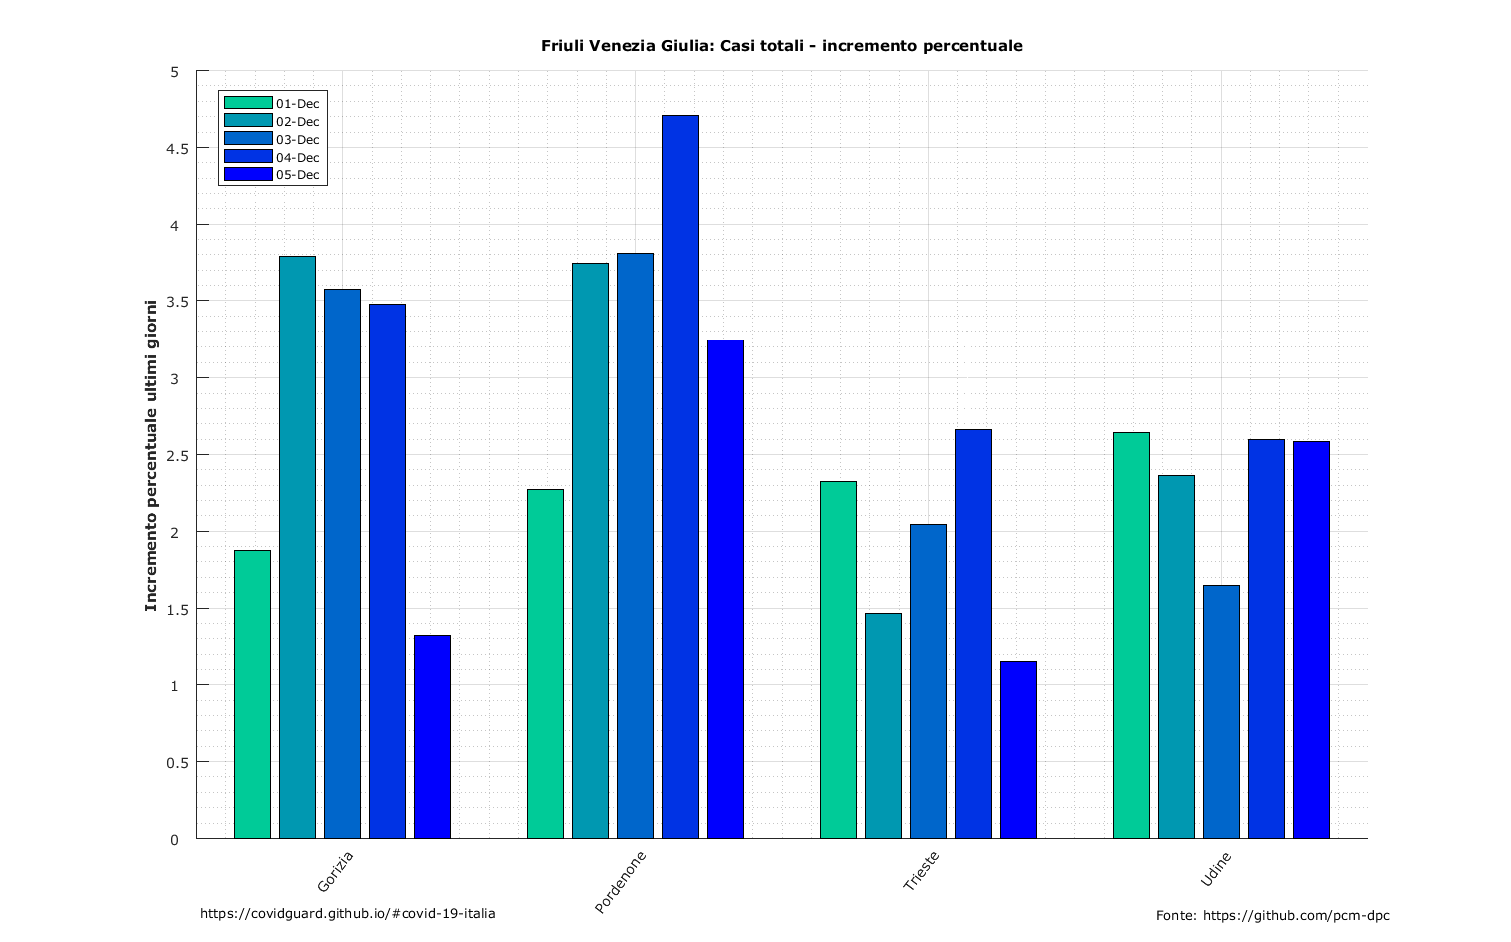 Friuli Venezia Giulia: Casi totali - incremento percentuale
01-Dec
02-Dec
03-Dec
04-Dec
05-Dec
Incremento percentuale ultimi giorni
5
4.5
4
3.5
3
2.5
2
1.5
1
0.5
0
Gorizia
Pordenone
Trieste
Udine
https://covidguard.github.io/#covid-19-italia
Fonte: https://github.com/pcm-dpc